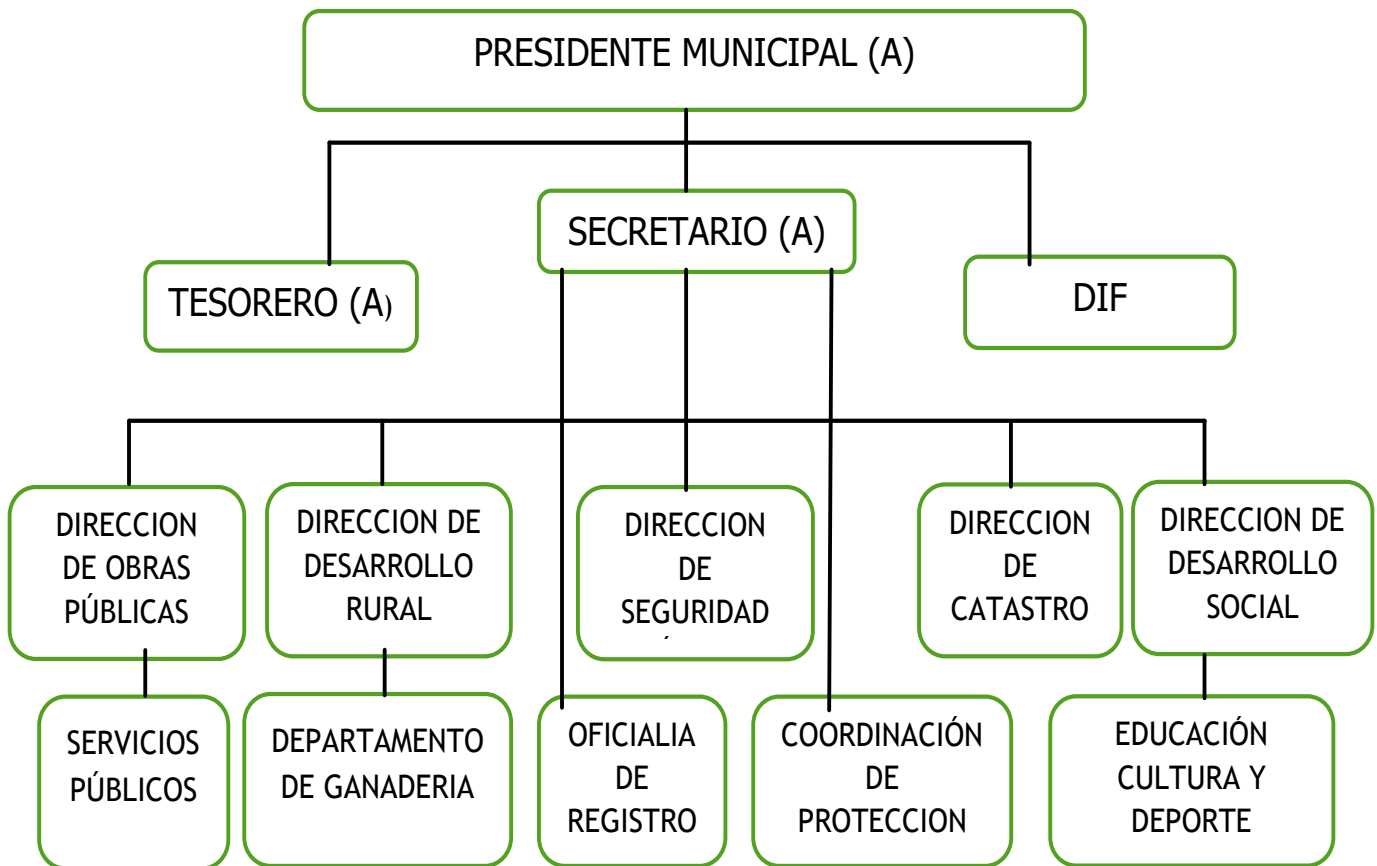 PRESIDENTE MUNICIPAL (A)
SECRETARIO (A)
TESORERO (A)
DIF
DIRECCION
DE OBRAS
PÚBLICAS
DIRECCION DE
DESARROLLO
RURAL
DIRECCION
DE
SEGURIDAD
DIRECCION
DE
CATASTRO
DIRECCION DE
DESARROLLO
SOCIAL
SERVICIOS
PÚBLICOS
DEPARTAMENTO
DE GANADERIA
OFICIALIA
DE
REGISTRO
COORDINACIÓN
DE
PROTECCION
EDUCACIÓN
CULTURA Y
DEPORTE